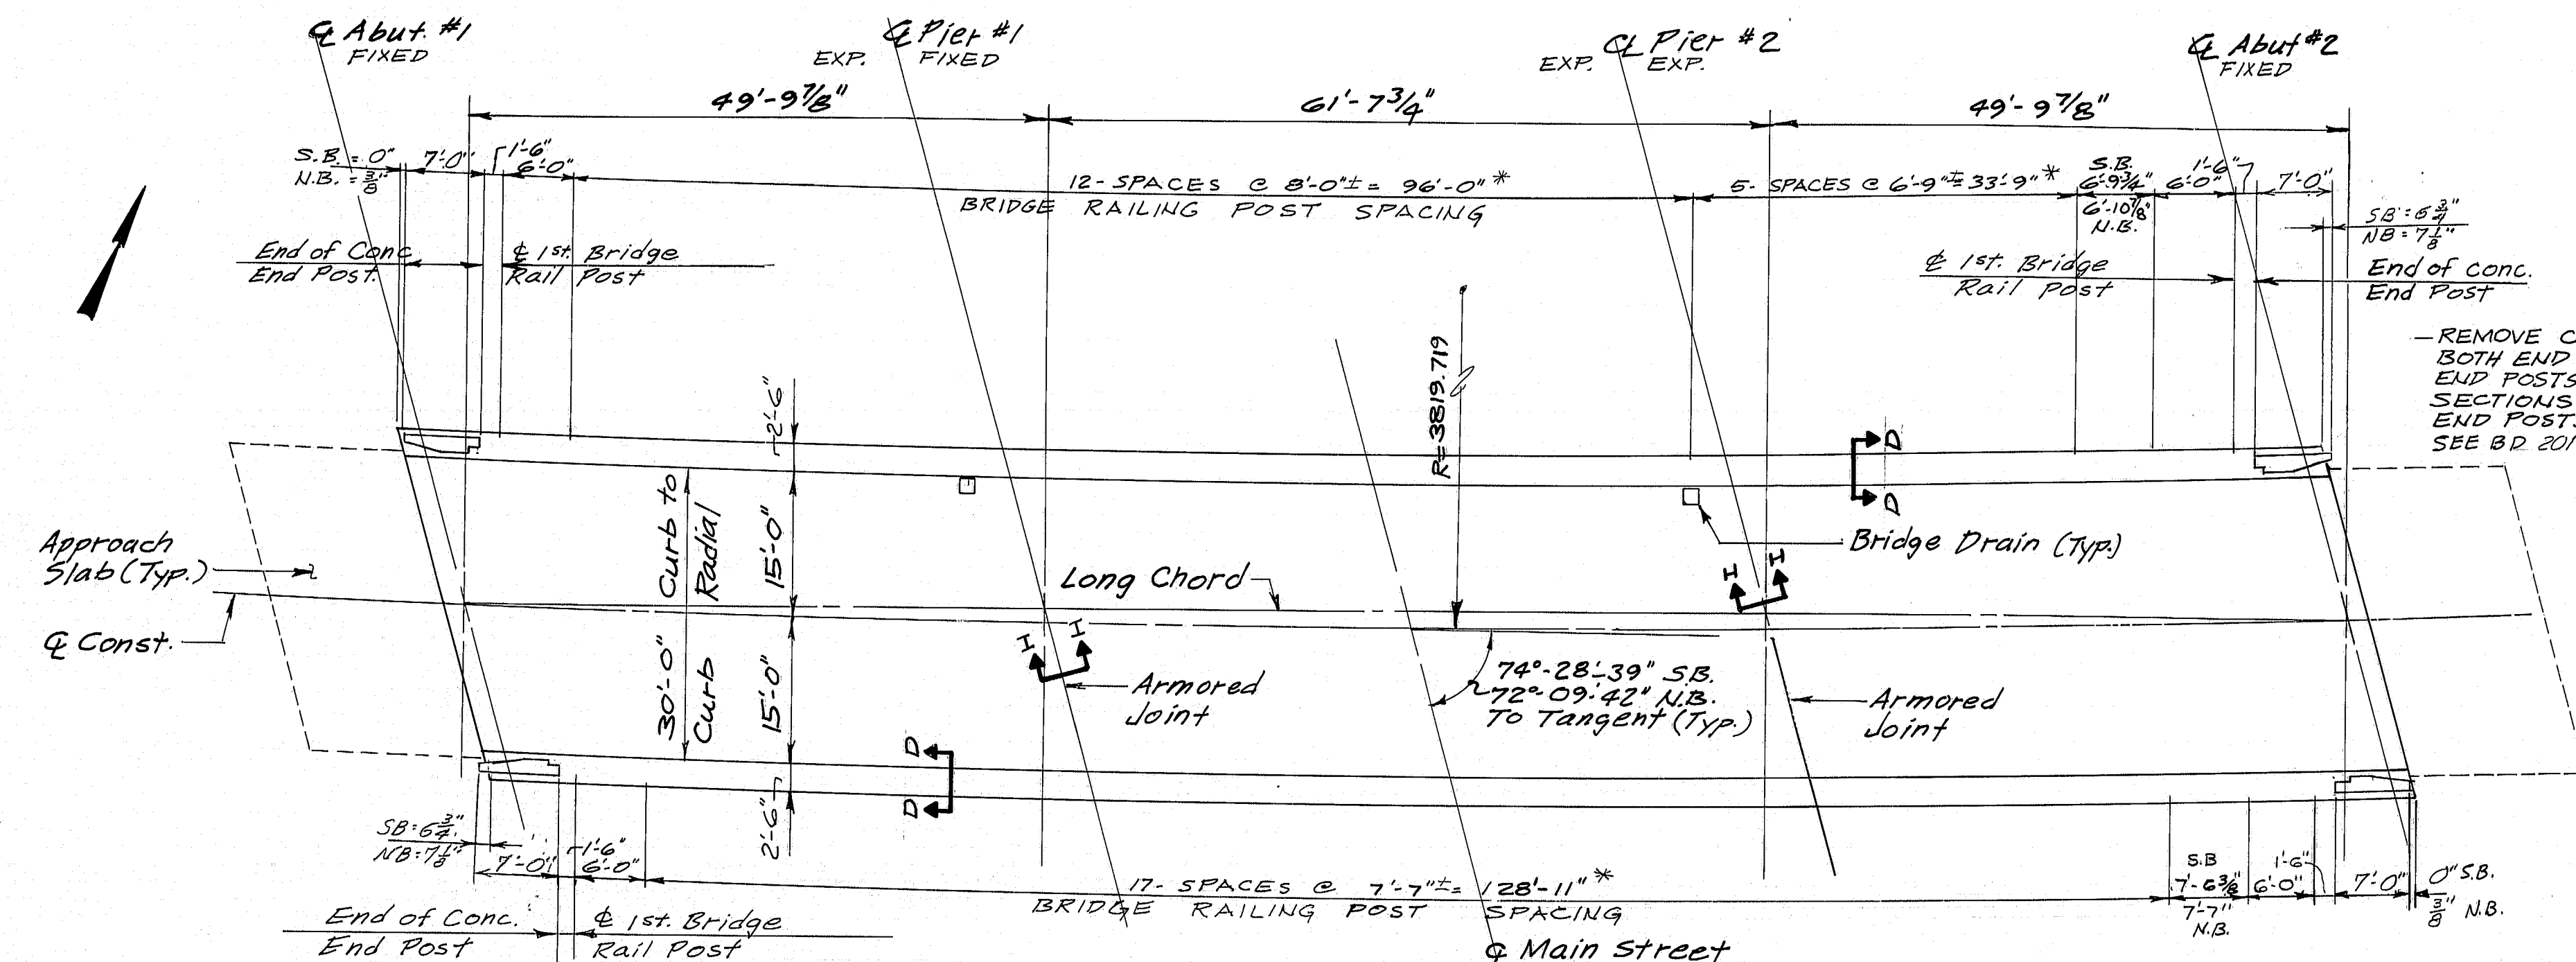 ℄ Abut. #1
FIXED
℄ Pier #1
EXP. FIXED
℄ Pier #2
EXP. EXP.
℄ Abut #2
FIXED
49'-9 7/8"
61'-7 3/4"
49'-9 7/8"
S.B. = 0"
N.B. = 3/8"
7'-0"
1'-6"
6'-0"
12- SPACES @ 8'-0"± = 96'-0" *
BRIDGE RAILING POST SPACING
5- SPACES @ 6'-9"± = 33'-9" *
S.B.
6'-9 3/4"
6'-10 7/8"
N.B.
6'-0"
1'-6"
7'-0"
SB = 6 3/4"
NB = 7 1/8"
End of Conc
End Post.
℄ 1st. Bridge
Rail Post
℄ 1st. Bridge
Rail Post
End of conc.
End Post
— REMOVE C
BOTH END
END POSTS
SECTIONS
END POST
SEE BD 201
2'-6"
R=3819.719
D
D
Approach
Slab (Typ.)
30'-0" Curb to
Curb Radial
15'-0"
15'-0"
Long Chord
Bridge Drain (Typ.)
H H
H H
℄ Const.
Armored
Joint
74°-28'-39" S.B.
72°-09'-42" N.B.
To Tangent (Typ.)
Armored
Joint
D
D
2'-6"
SB = 6 3/4"
NB = 7 1/8"
7'-0"
1'-6"
6'-0"
17- SPACES @ 7'-7"± = 128'-11" *
BRIDGE RAILING POST SPACING
S.B
7'-6 3/8"
7'-7"
N.B.
6'-0"
1'-6"
7'-0"
0" S.B.
3/8" N.B.
End of Conc.
End Post
℄ 1st. Bridge
Rail Post
℄ Main Street